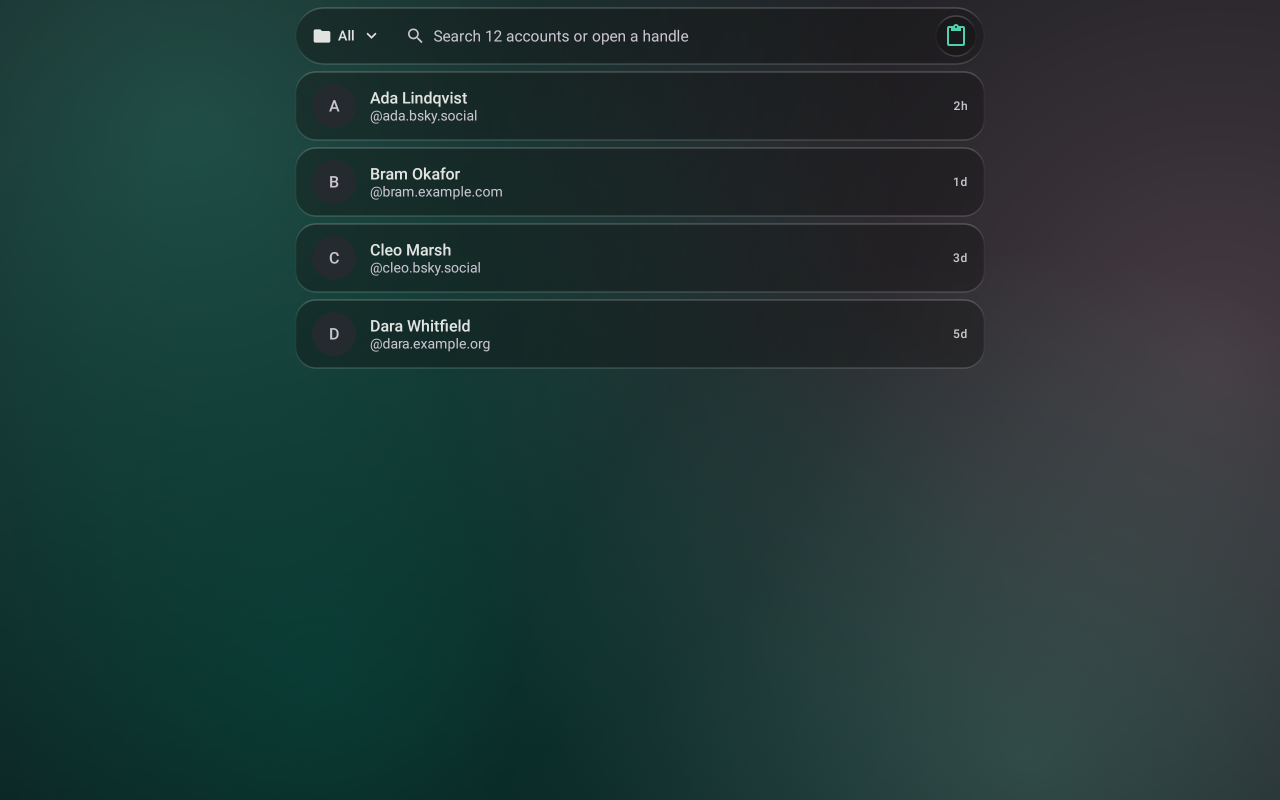 All
Search 12 accounts or open a handle
A
Ada Lindqvist
@ada.bsky.social
2h
B
Bram Okafor
@bram.example.com
1d
C
Cleo Marsh
@cleo.bsky.social
3d
D
Dara Whitfield
@dara.example.org
5d